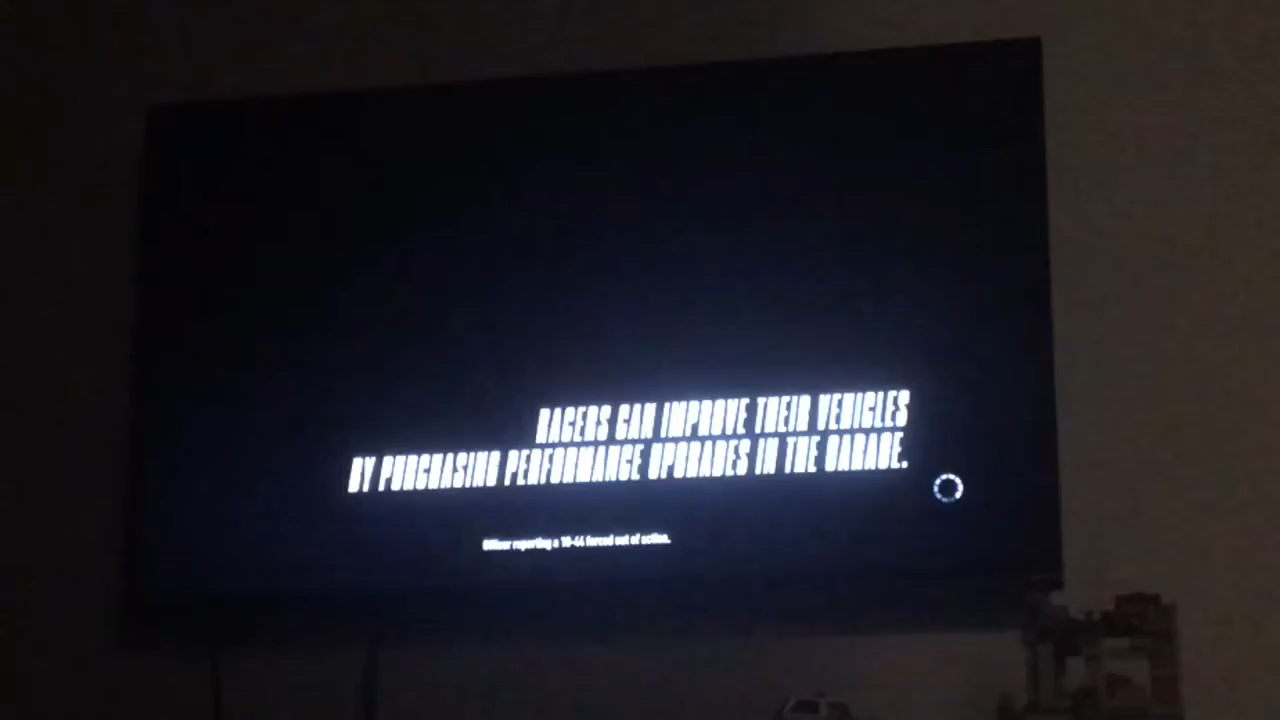 RACERS CAN IMPROVE THEIR VEHICLES
BY PURCHASING PERFORMANCE UPGRADES IN THE GARAGE.
Officer reporting a 10-44 forced out of action.